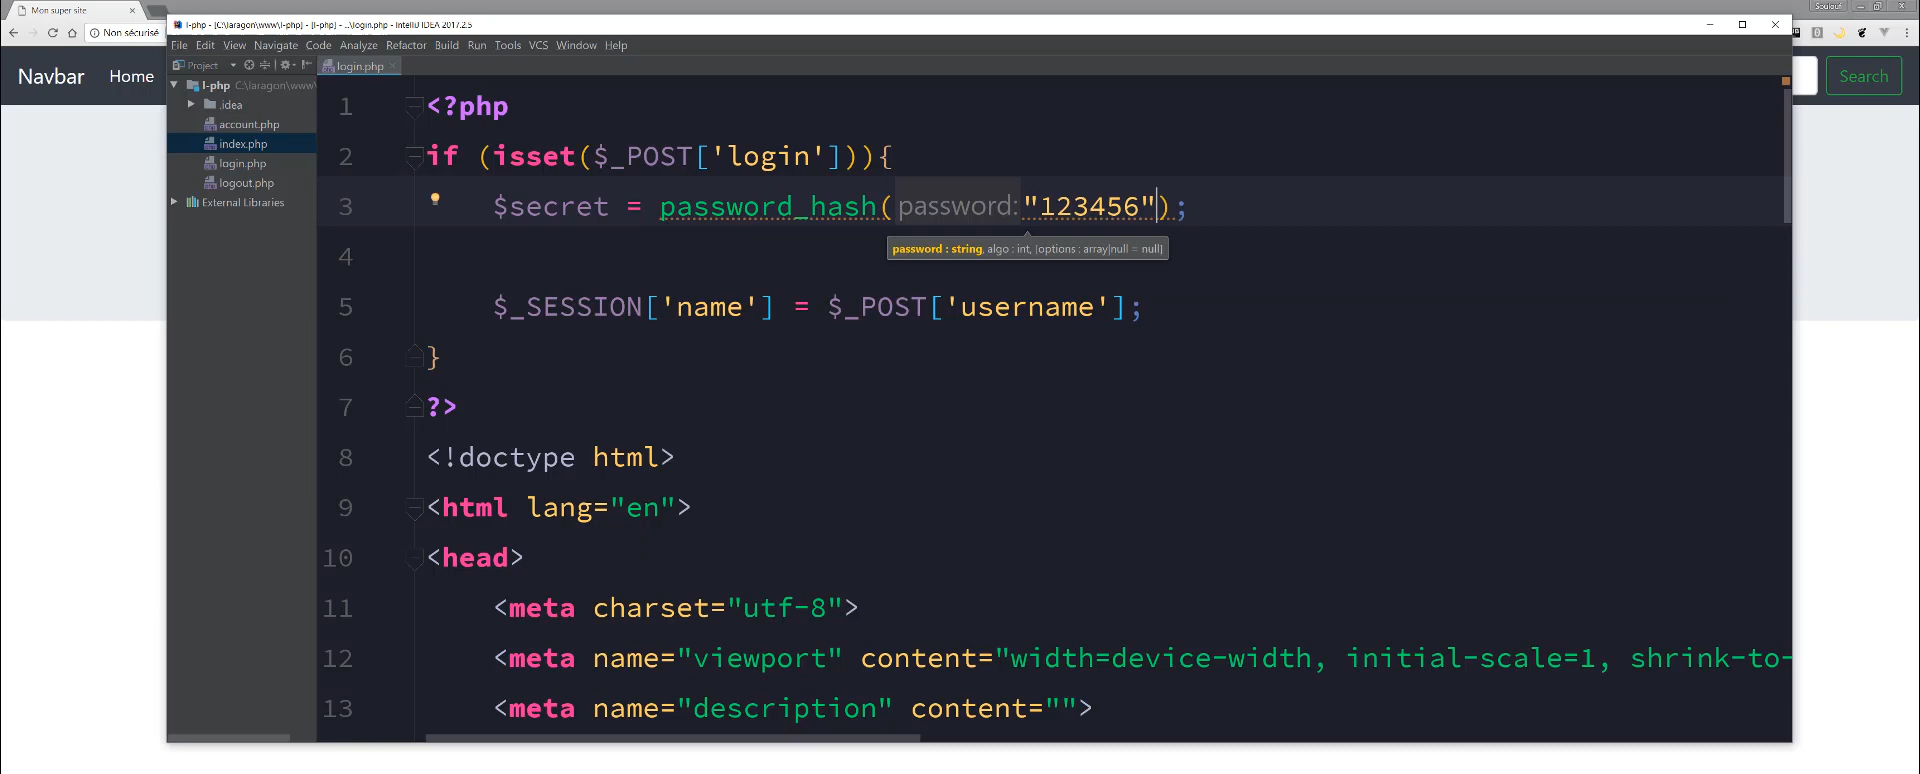 Mon super site
Soulouf
Non sécurisé
Navbar Home
Search
l-php - [C:\laragon\www\l-php] - [l-php] - ...\login.php - IntelliJ IDEA 2017.2.5
File Edit View Navigate Code Analyze Refactor Build Run Tools VCS Window Help
Project
login.php
l-php C:\laragon\www\
.idea
account.php
index.php
login.php
logout.php
External Libraries
1 <?php
2 if (isset($_POST['login'])){
3 $secret = password_hash( password: "123456");
password : string, algo : int, [options : array|null = null]
4
5 $_SESSION['name'] = $_POST['username'];
6 }
7 ?>
8 <!doctype html>
9 <html lang="en">
10 <head>
11 <meta charset="utf-8">
12 <meta name="viewport" content="width=device-width, initial-scale=1, shrink-to-
13 <meta name="description" content="">